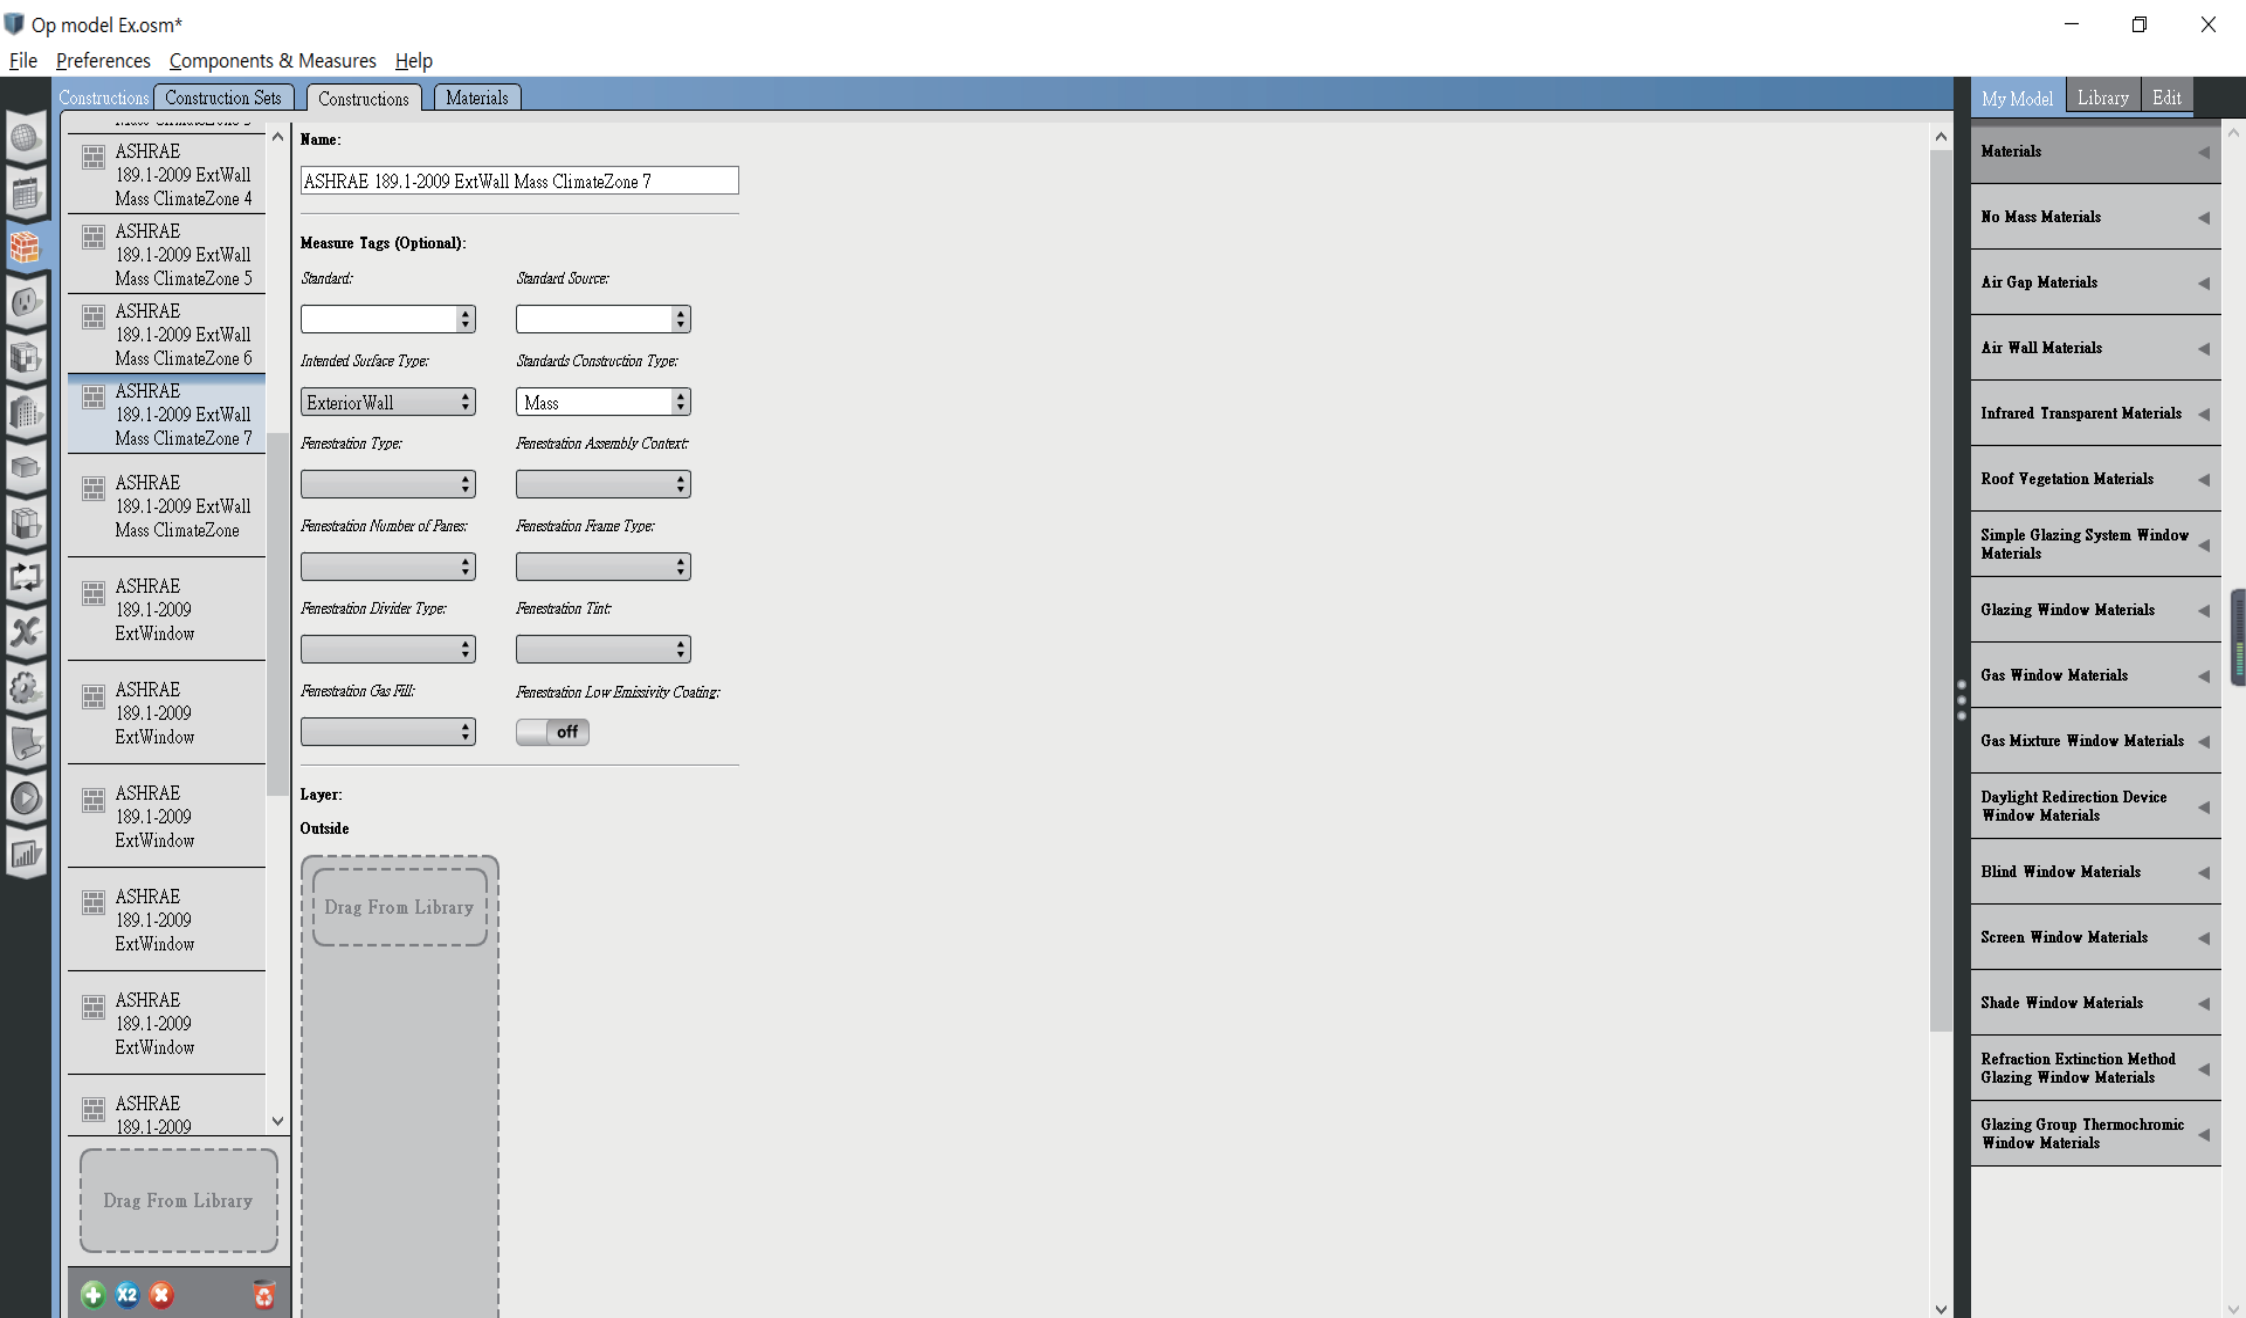 Op model Ex.osm*
File Preferences Components & Measures Help
Constructions Construction Sets Constructions Materials
My Model Library Edit
ASHRAE
189.1-2009 ExtWall
Mass ClimateZone 4
ASHRAE
189.1-2009 ExtWall
Mass ClimateZone 5
ASHRAE
189.1-2009 ExtWall
Mass ClimateZone 6
ASHRAE
189.1-2009 ExtWall
Mass ClimateZone 7
ASHRAE
189.1-2009 ExtWall
Mass ClimateZone
ASHRAE
189.1-2009
ExtWindow
ASHRAE
189.1-2009
ExtWindow
ASHRAE
189.1-2009
ExtWindow
ASHRAE
189.1-2009
ExtWindow
ASHRAE
189.1-2009
ExtWindow
ASHRAE
189.1-2009
Drag From Library
X2
Name:
ASHRAE 189.1-2009 ExtWall Mass ClimateZone 7
Measure Tags (Optional):
Standard: Standard Source:
Intended Surface Type: Standards Construction Type:
ExteriorWall Mass
Fenestration Type: Fenestration Assembly Context:
Fenestration Number of Panes: Fenestration Frame Type:
Fenestration Divider Type: Fenestration Tint:
Fenestration Gas Fill: Fenestration Low Emissivity Coating:
off
Layer:
Outside
Drag From Library
Materials
No Mass Materials
Air Gap Materials
Air Wall Materials
Infrared Transparent Materials
Roof Vegetation Materials
Simple Glazing System Window
Materials
Glazing Window Materials
Gas Window Materials
Gas Mixture Window Materials
Daylight Redirection Device
Window Materials
Blind Window Materials
Screen Window Materials
Shade Window Materials
Refraction Extinction Method
Glazing Window Materials
Glazing Group Thermochromic
Window Materials